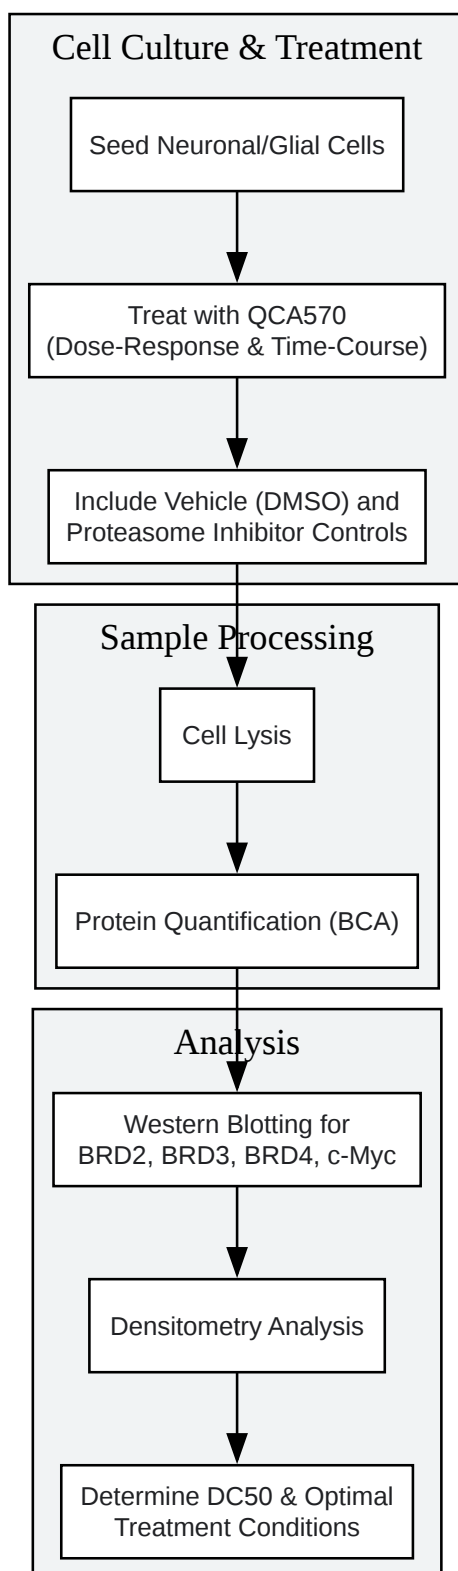 Cell Culture & Treatment
Seed Neuronal/Glial Cells
Treat with QCA570
(Dose-Response & Time-Course)
Include Vehicle (DMSO) and
Proteasome Inhibitor Controls
Sample Processing
Cell Lysis
Protein Quantification (BCA)
Analysis
Western Blotting for
BRD2, BRD3, BRD4, c-Myc
Densitometry Analysis
Determine DC50 & Optimal
Treatment Conditions